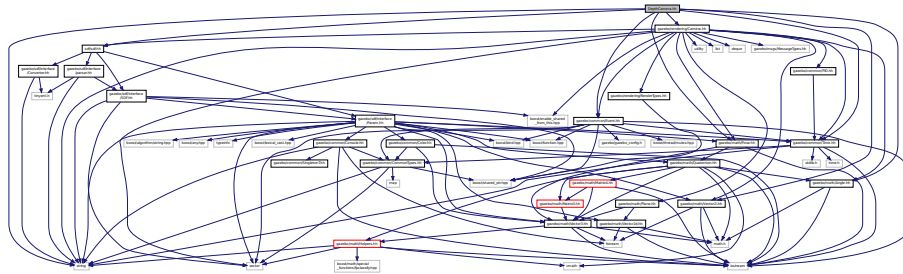 DepthCamera.hh
sdf/sdf.hh
gazebo/rendering/Camera.hh
utility
list
deque
gazebo/msgs/MessageTypes.hh
gazebo/sdf/interface
/Converter.hh
gazebo/sdf/interface
/parser.hh
gazebo/common/PID.hh
tinyxml.h
gazebo/sdf/interface
/SDF.hh
gazebo/rendering/RenderTypes.hh
gazebo/sdf/interface
/Param.hh
boost/enable_shared
_from_this.hpp
gazebo/common/Event.hh
boost/algorithm/string.hpp
boost/any.hpp
typeinfo
boost/lexical_cast.hpp
gazebo/common/Console.hh
gazebo/common/Color.hh
boost/bind.hpp
boost/function.hpp
gazebo/gazebo_config.h
boost/thread/mutex.hpp
gazebo/math/Pose.hh
gazebo/common/Time.hh
gazebo/common/SingletonT.hh
gazebo/common/CommonTypes.hh
gazebo/math/Quaternion.hh
stdlib.h
time.h
map
boost/shared_ptr.hpp
gazebo/math/Matrix4.hh
gazebo/math/Angle.hh
gazebo/math/Matrix3.hh
gazebo/math/Plane.hh
gazebo/math/Vector2i.hh
gazebo/math/Vector3.hh
gazebo/math/Vector2d.hh
gazebo/math/Helpers.hh
fstream
math.h
string
vector
boost/math/special
_functions/fpclassify.hpp
cmath
iostream